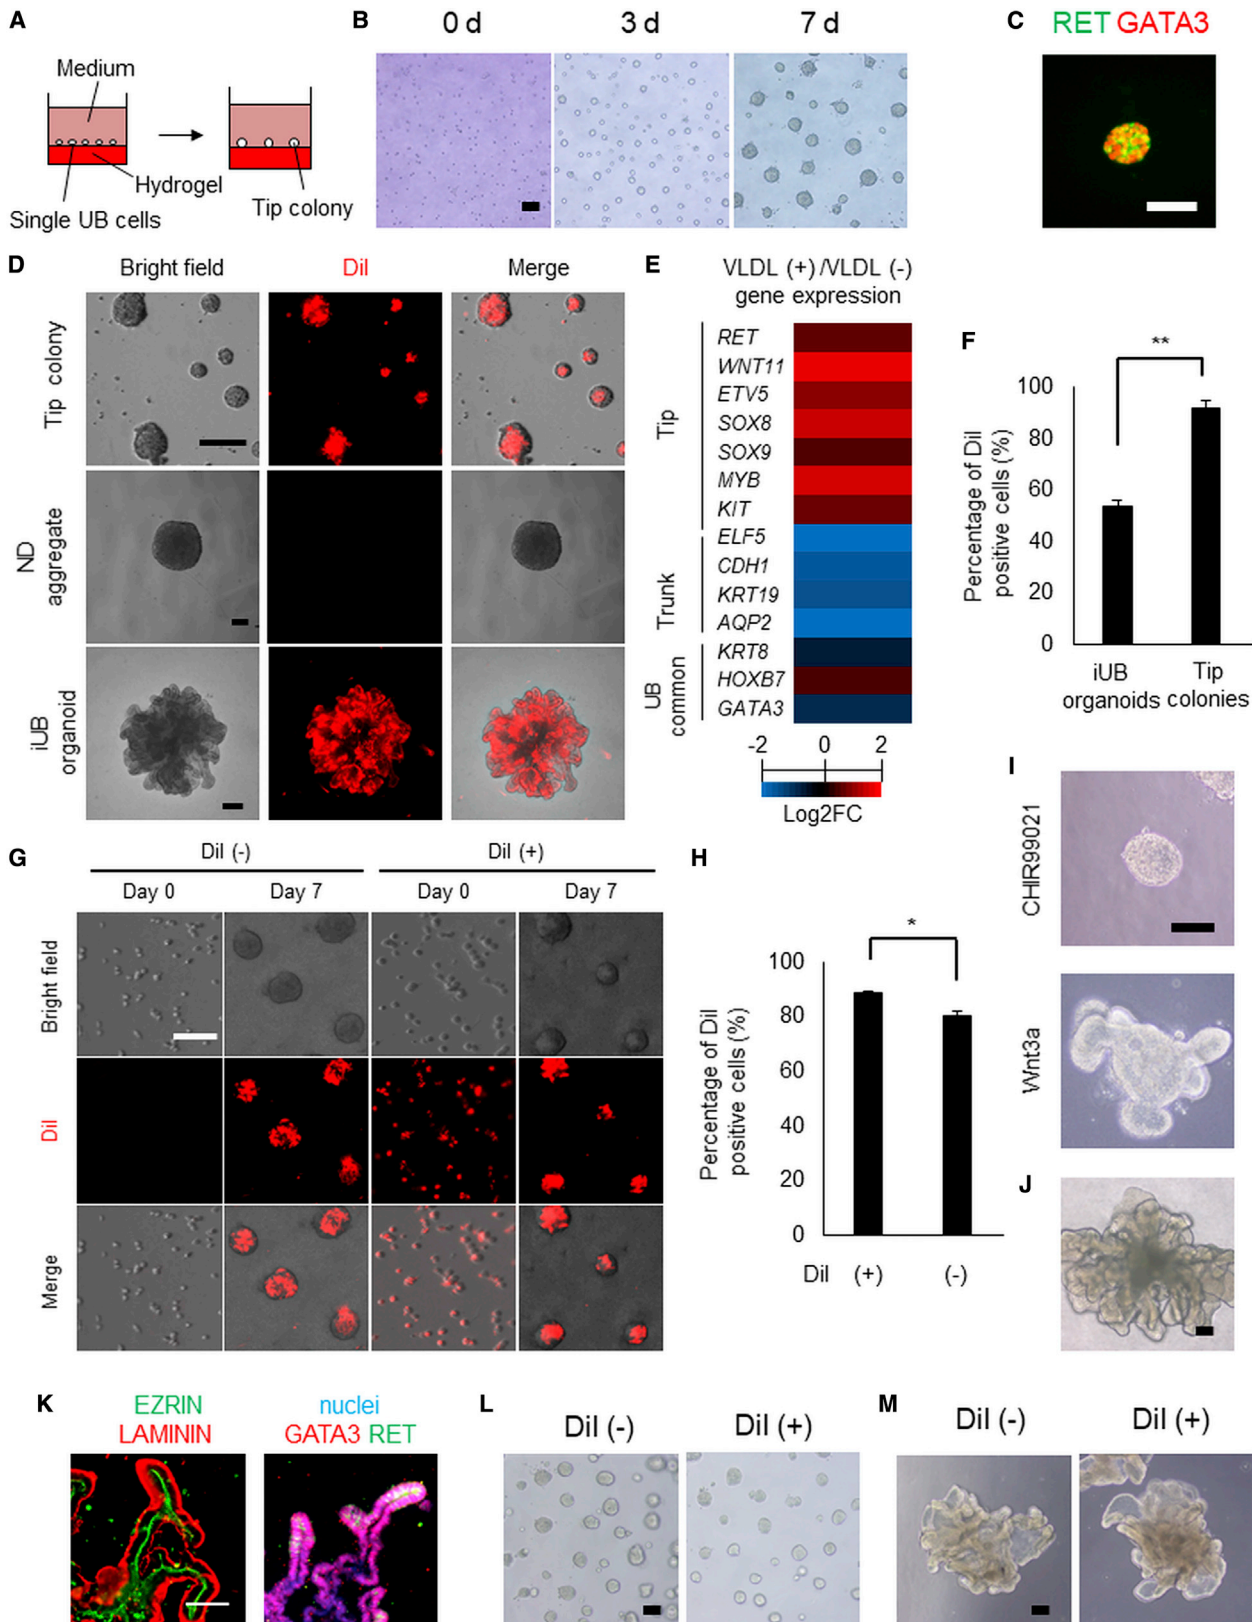 A
Medium
Hydrogel
Single UB cells
Tip colony
B
0 d
3 d
7 d
C
RET GATA3
D
Bright field
DiI
Merge
Tip colony
ND
aggregate
iUB
organoid
E
VLDL (+) /VLDL (-)
gene expression
Tip
RET
WNT11
ETV5
SOX8
SOX9
MYB
KIT
Trunk
ELF5
CDH1
KRT19
AQP2
UB
common
KRT8
HOXB7
GATA3
-2 0 2
Log2FC
F
**
Percentage of DiI
positive cells (%)
100
80
60
40
20
0
iUB
organoids
Tip
colonies
G
DiI (-)
DiI (+)
Day 0
Day 7
Day 0
Day 7
Bright field
DiI
Merge
H
*
Percentage of DiI
positive cells (%)
100
80
60
40
20
0
DiI (+) (-)
I
CHIR99021
Wnt3a
J
K
EZRIN
LAMININ
nuclei
GATA3 RET
L
DiI (-)
DiI (+)
M
DiI (-)
DiI (+)